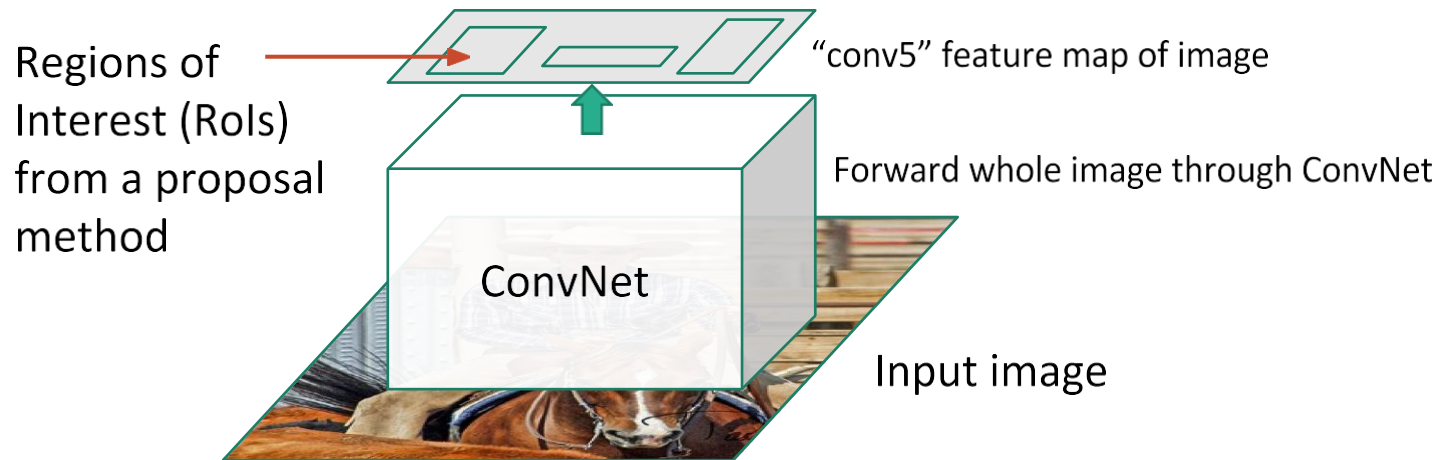 Regions of
Interest (RoIs)
from a proposal
method
“conv5” feature map of image
Forward whole image through ConvNet
ConvNet
Input image